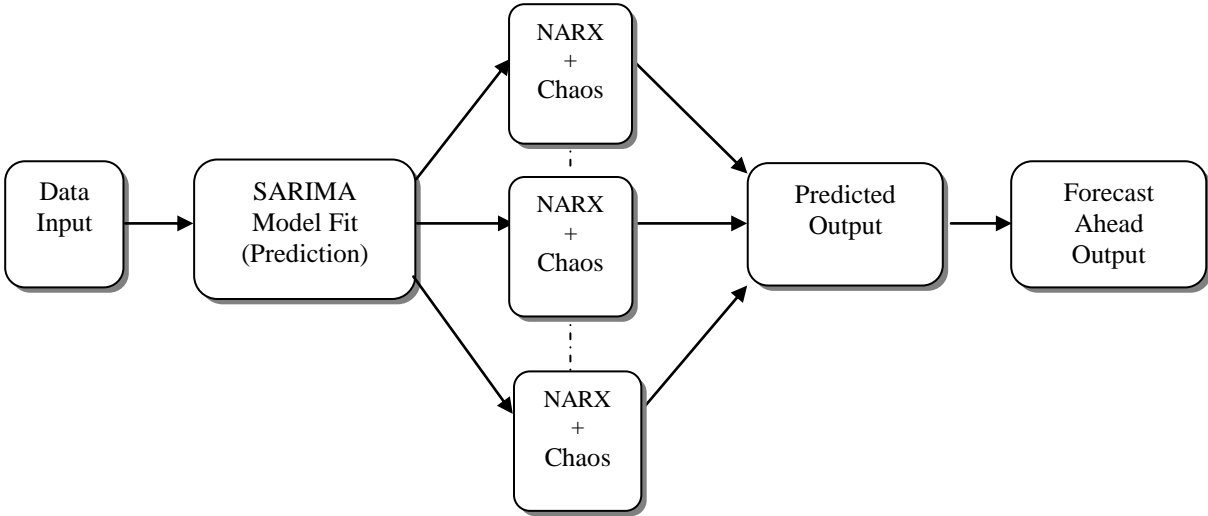 Data
Input
SARIMA
Model Fit
(Prediction)
NARX
+
Chaos
NARX
+
Chaos
NARX
+
Chaos
Predicted
Output
Forecast
Ahead
Output